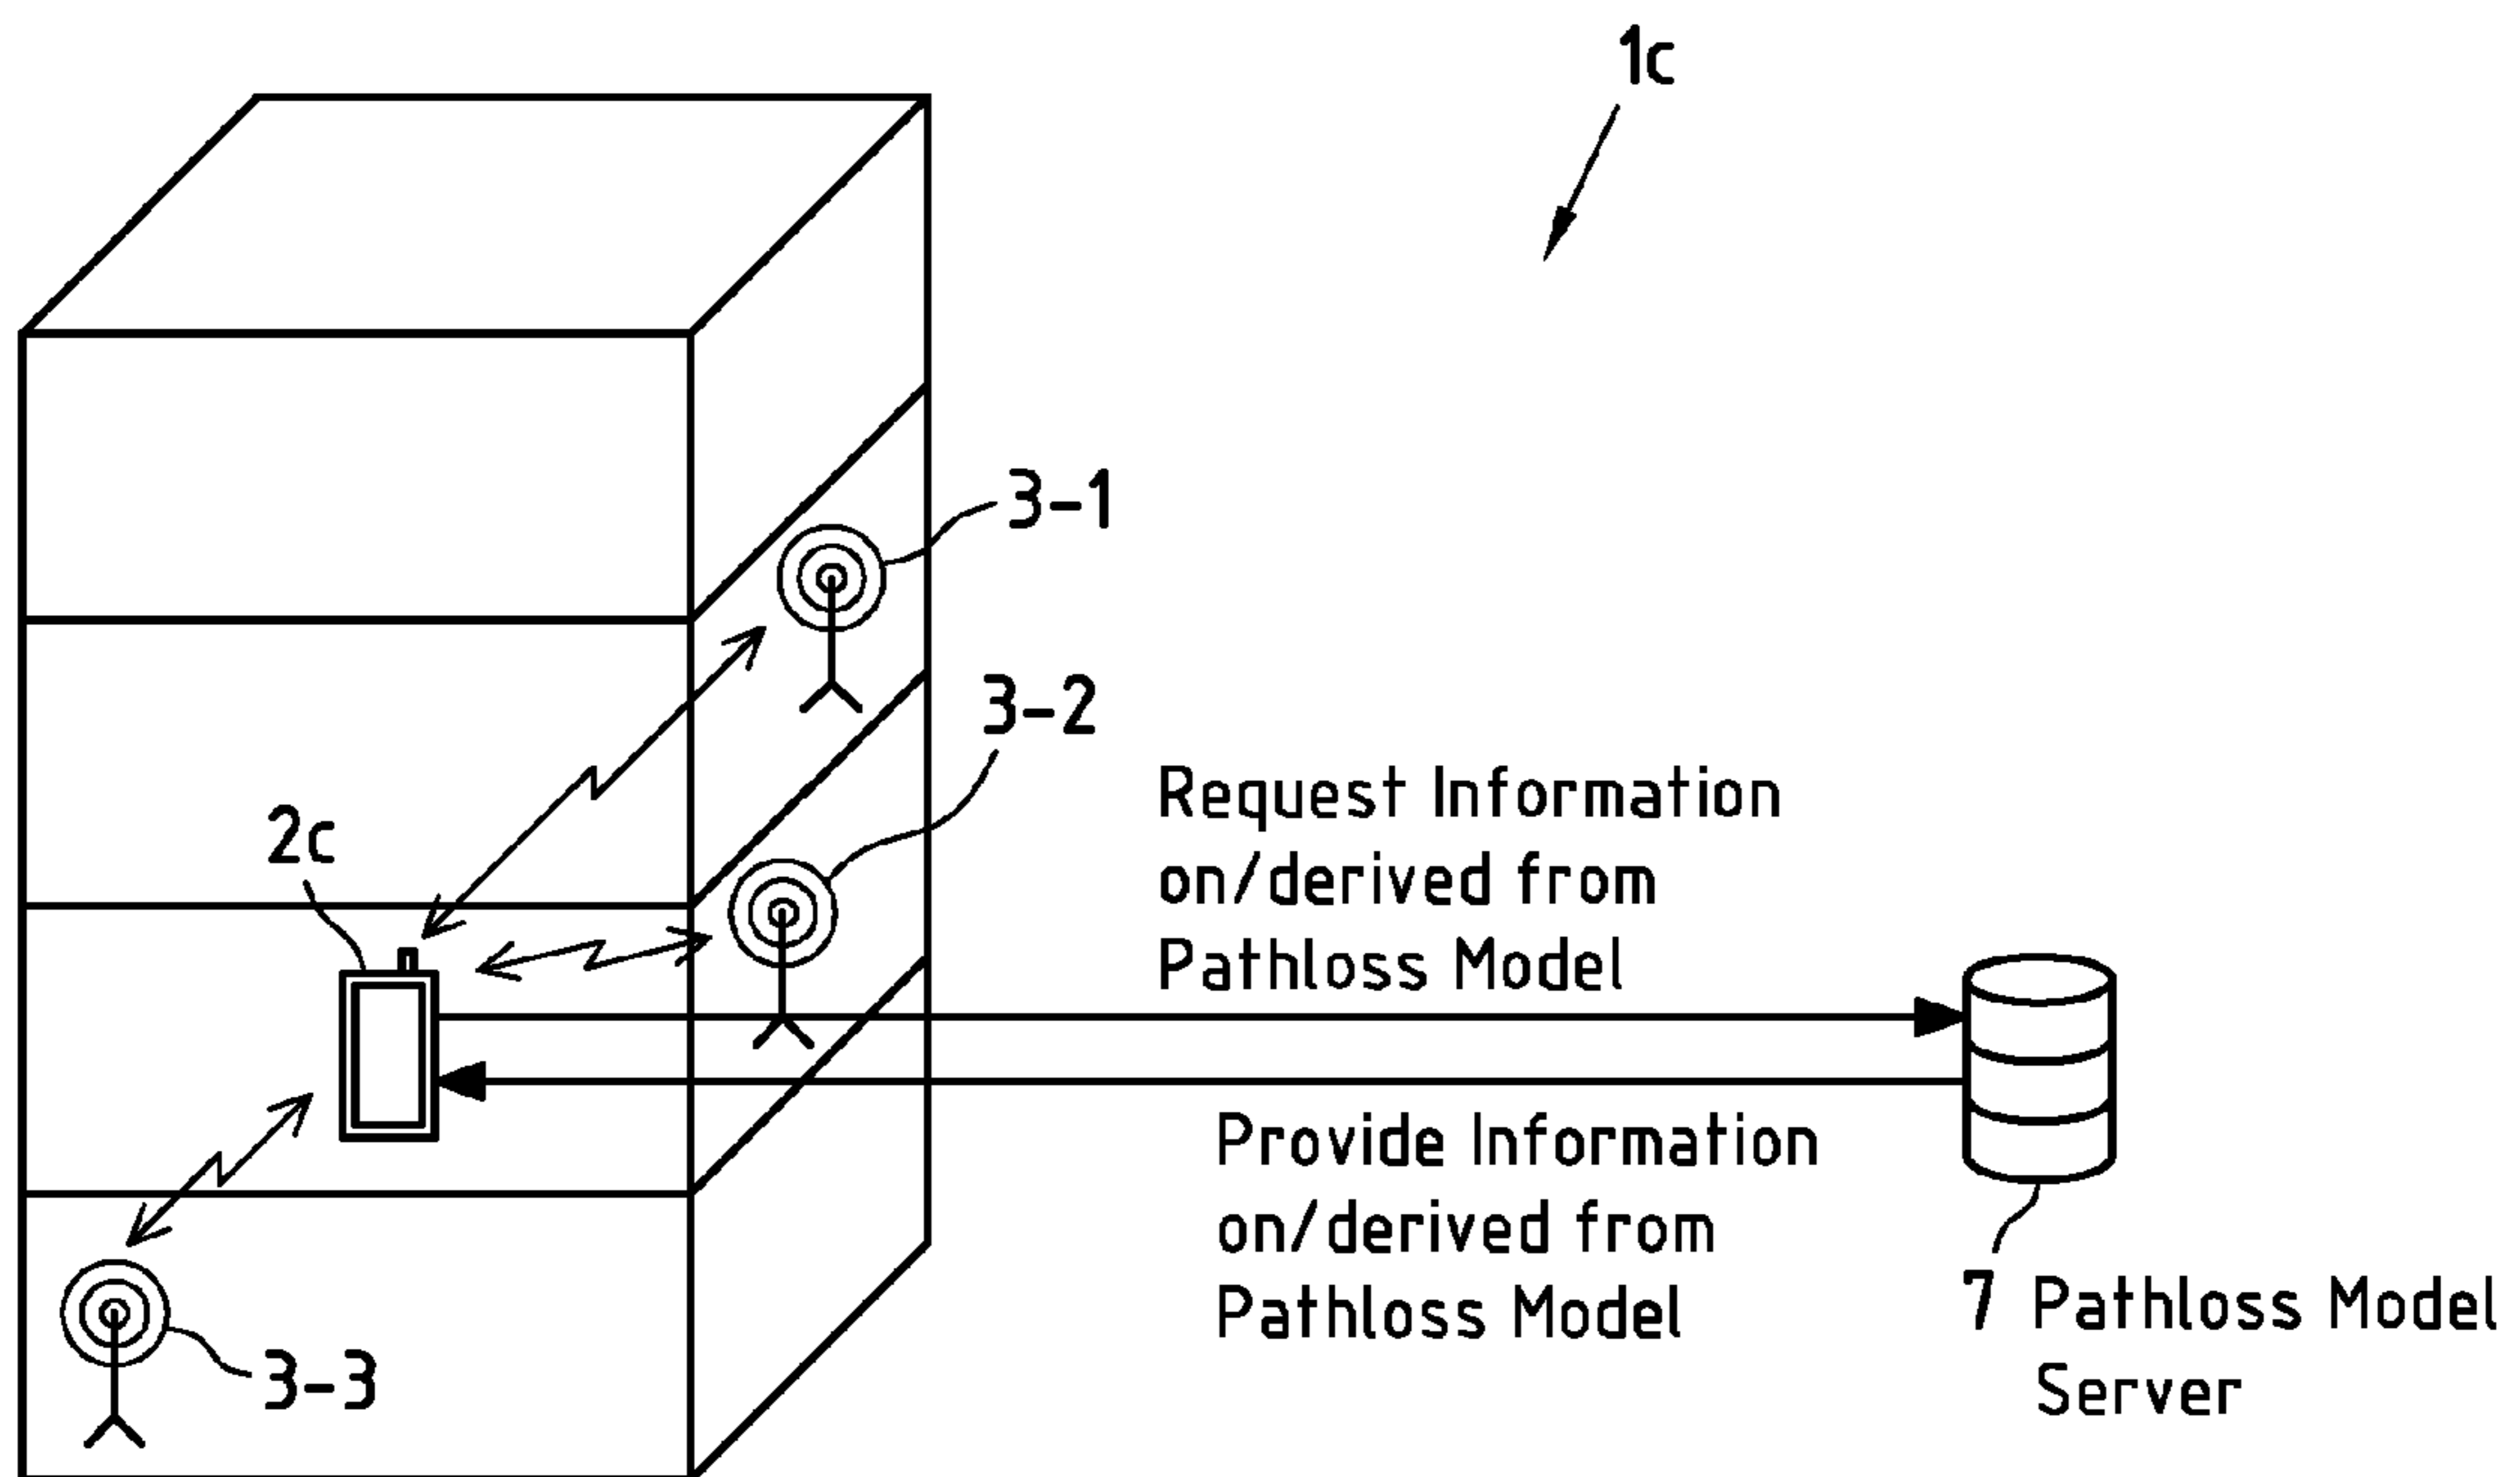 1c
3-1
3-2
Request Information
on/derived from
Pathloss Model
2c
Provide Information
on/derived from
Pathloss Model
7 Pathloss Model
Server
3-3